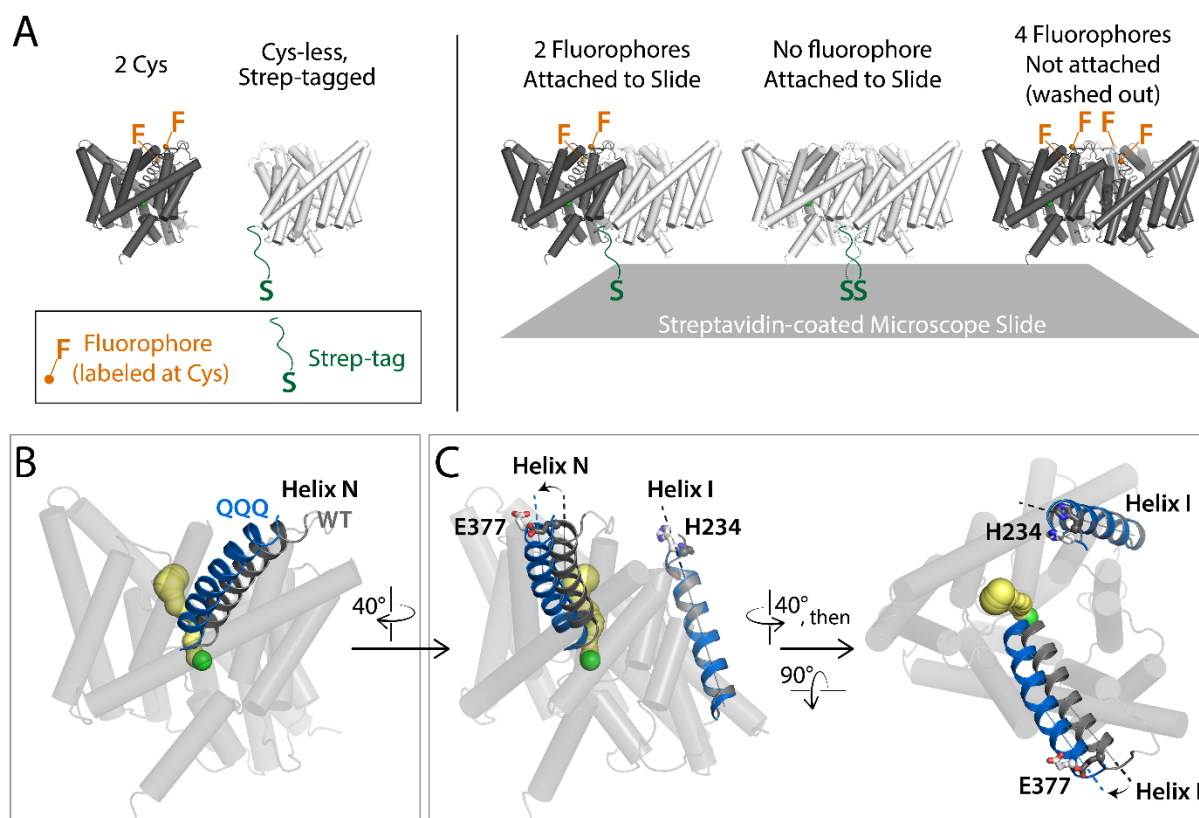 A
2 Cys
Cys-less,
Strep-tagged
F
F
S
F
Fluorophore
(labeled at Cys)
S
Strep-tag
2 Fluorophores
Attached to Slide
No fluorophore
Attached to Slide
4 Fluorophores
Not attached
(washed out)
F
F
F
F
F
F
S
SS
Streptavidin-coated Microscope Slide
B
Helix N
QQQ
WT
40°
C
Helix N
Helix I
E377
H234
40°, then
90°
Helix I
H234
E377